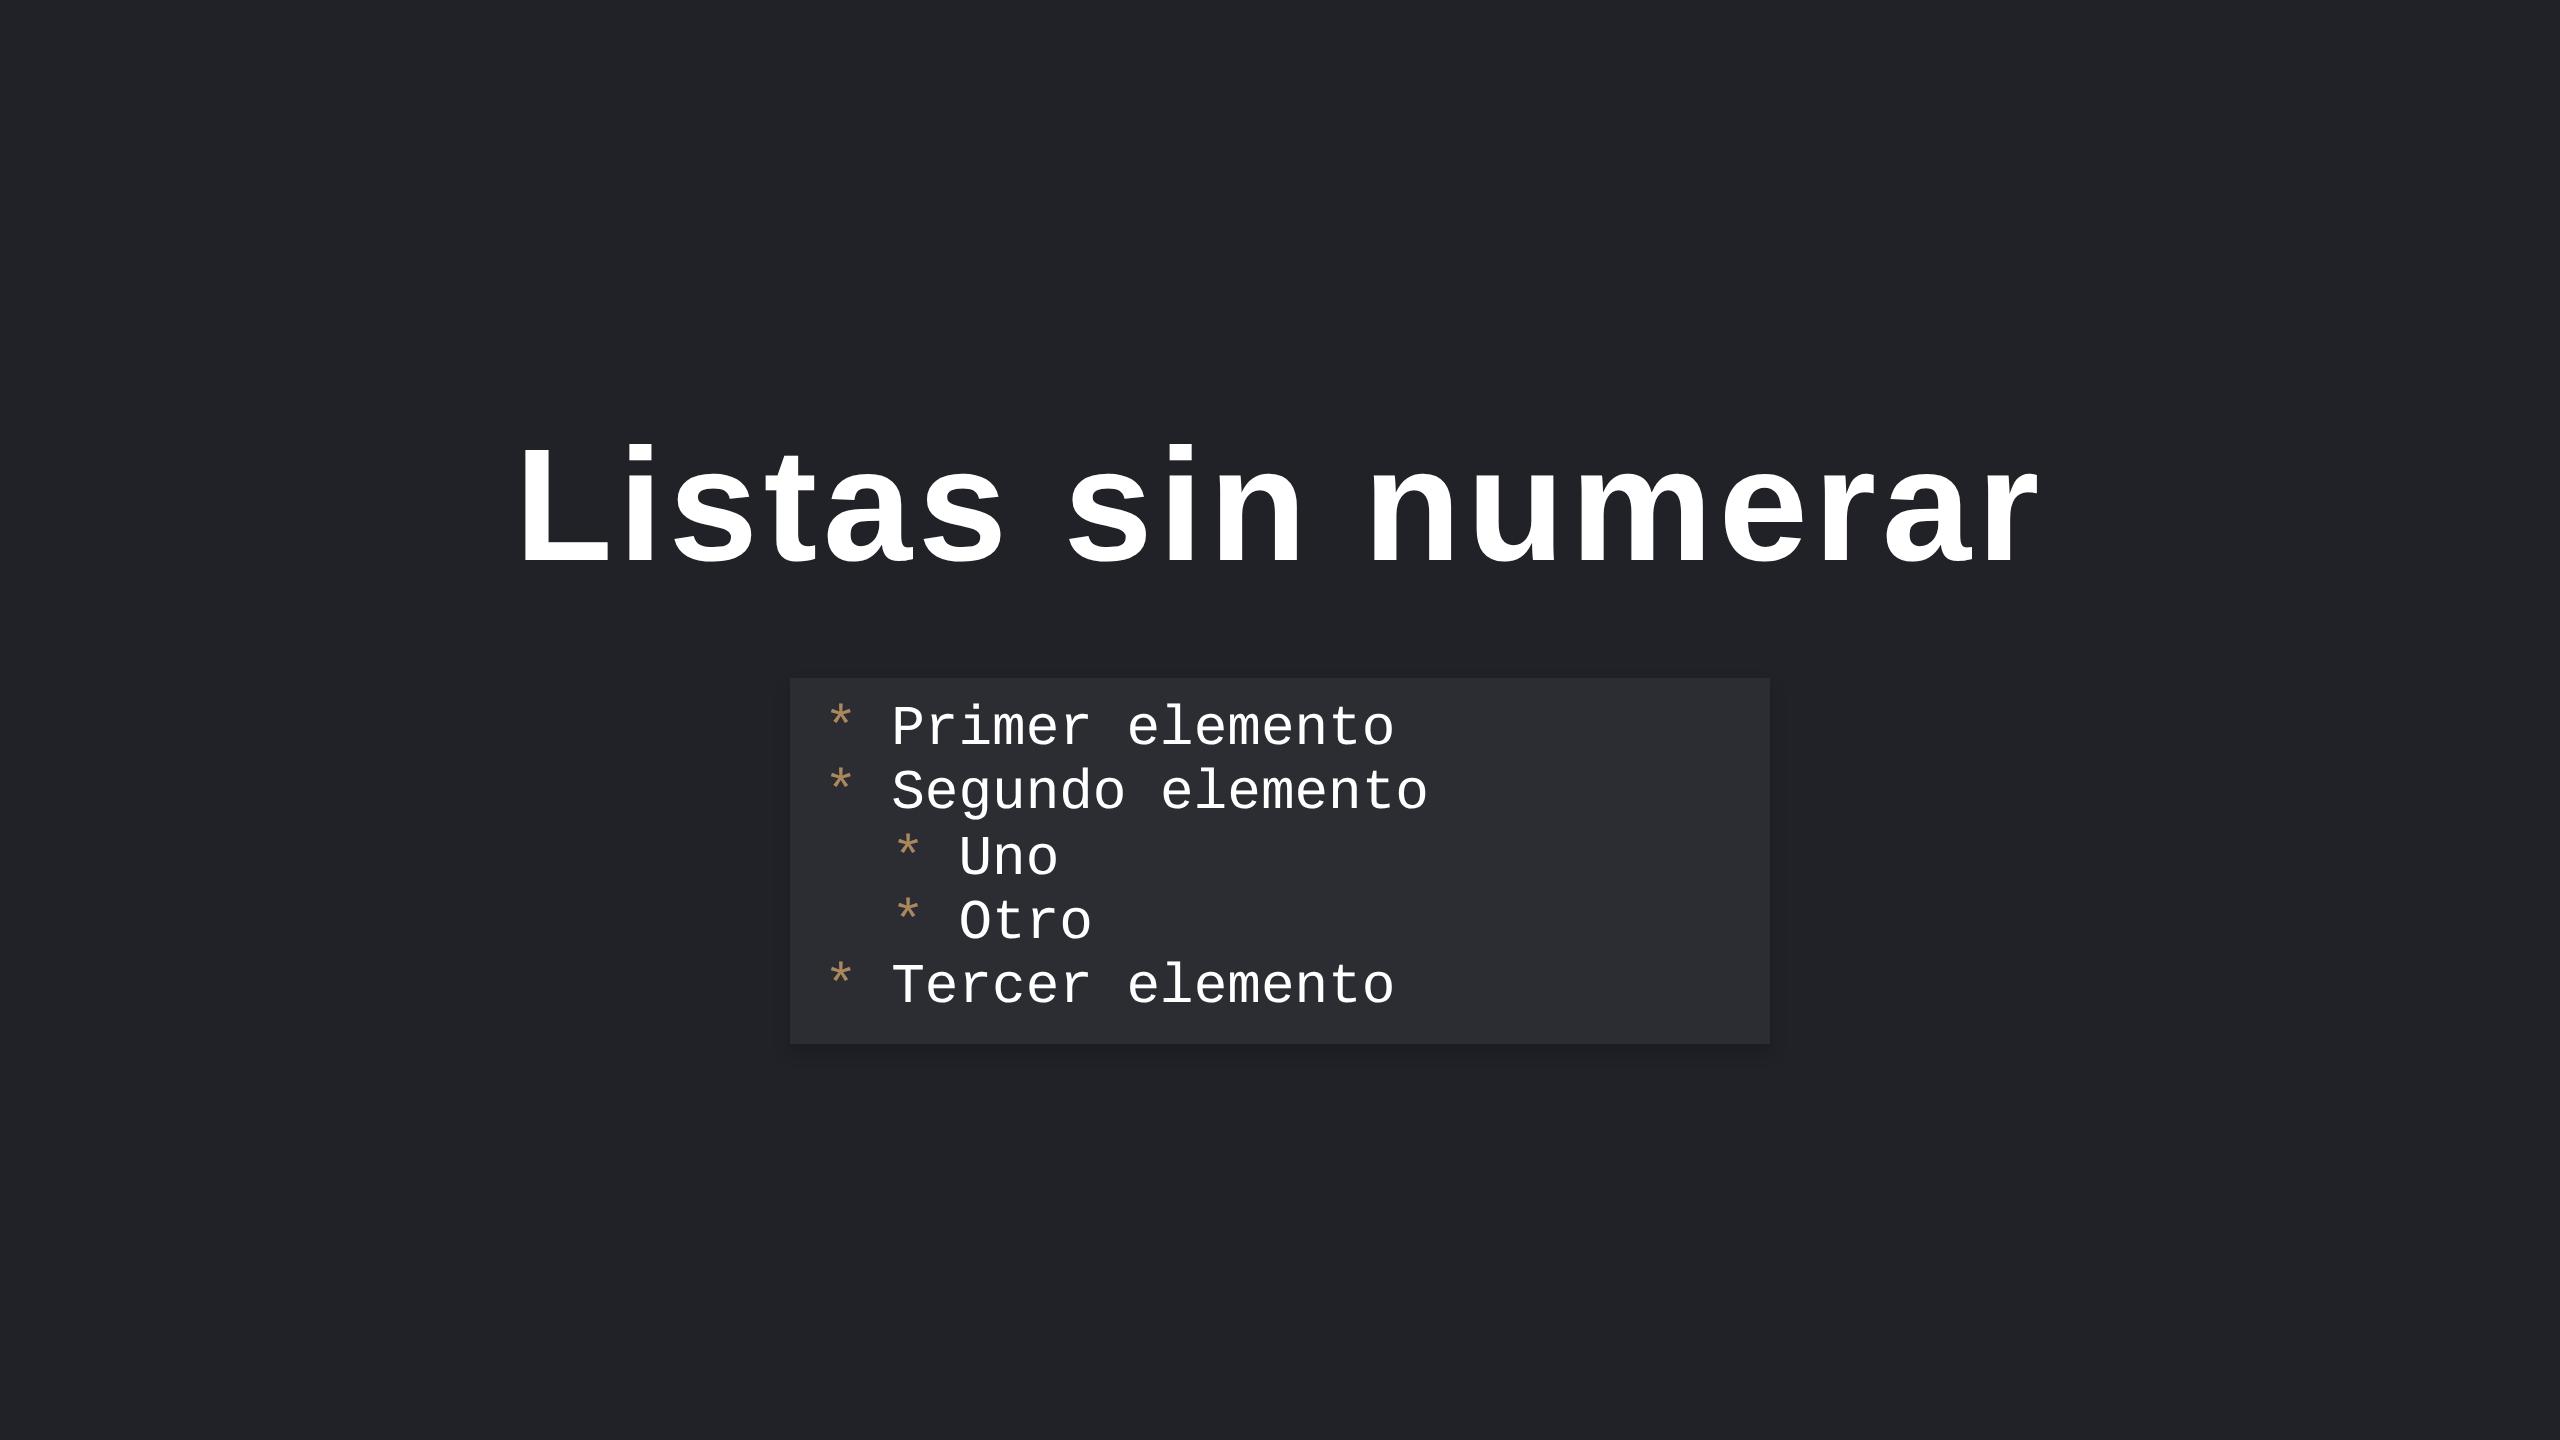 Listas sin numerar
* Primer elemento
* Segundo elemento
  * Uno
  * Otro
* Tercer elemento